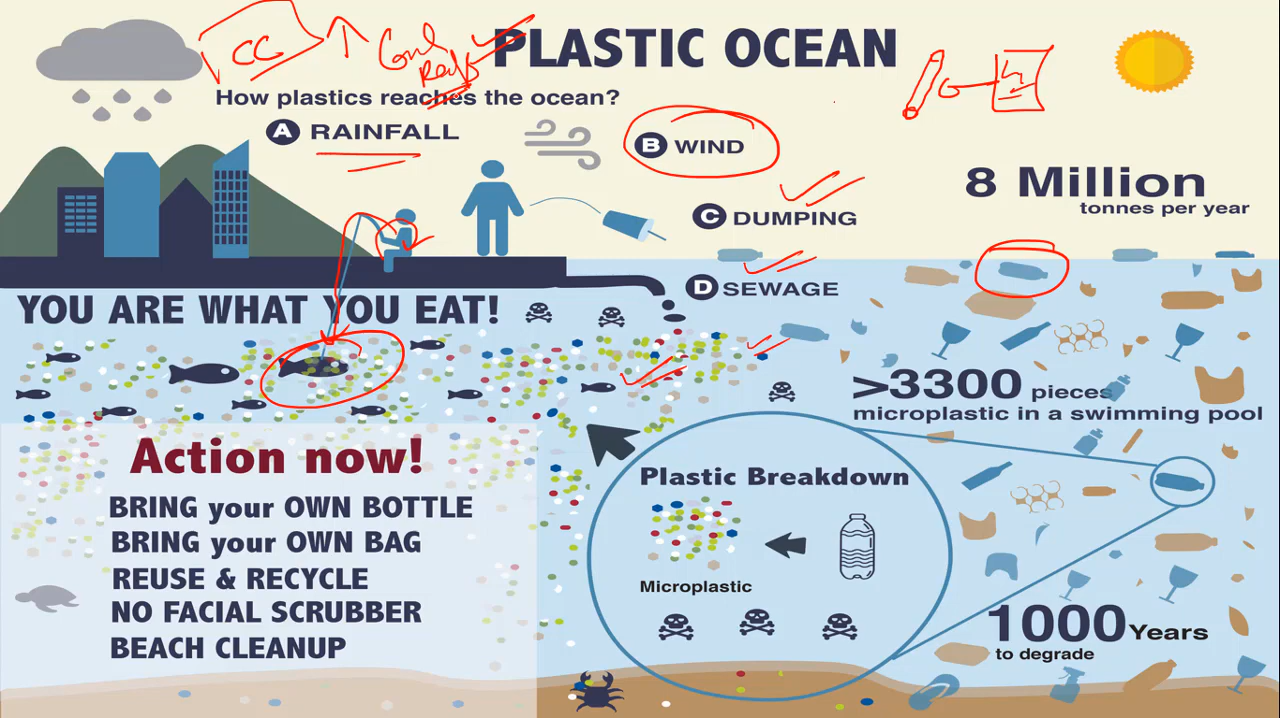 CC
Coral
Reefs
PLASTIC OCEAN
How plastics reaches the ocean?
A RAINFALL
B WIND
C DUMPING
D SEWAGE
8 Million
tonnes per year
YOU ARE WHAT YOU EAT!
>3300 pieces
microplastic in a swimming pool
Action now!
BRING your OWN BOTTLE
BRING your OWN BAG
REUSE & RECYCLE
NO FACIAL SCRUBBER
BEACH CLEANUP
Plastic Breakdown
Microplastic
1000 Years
to degrade